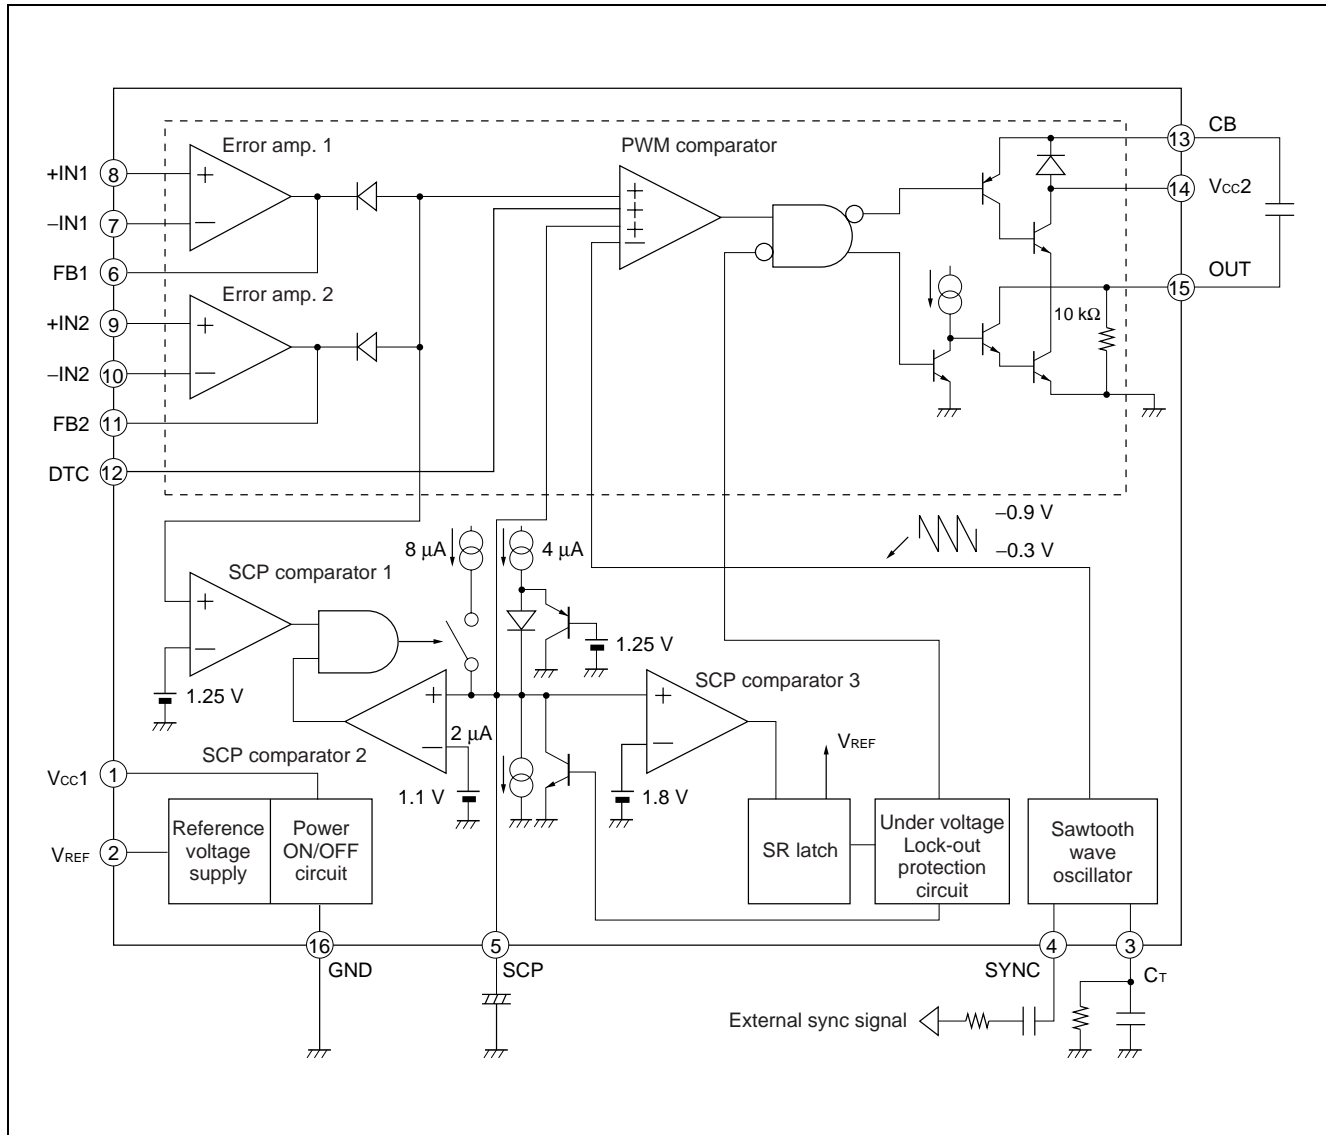 CB
13
Error amp. 1
PWM comparator
+IN1
8
+
14
VCC2
+
+
+
−
−IN1
7
−
FB1
6
OUT
15
Error amp. 2
+IN2
9
+
10 kΩ
−IN2
10
−
FB2
11
DTC
12
−0.9 V
8 µA
4 µA
−0.3 V
SCP comparator 1
+
−
1.25 V
1.25 V
SCP comparator 3
+
+
2 µA
−
−
VREF
SCP comparator 2
VCC1
1
1.1 V
1.8 V
Reference
voltage
supply
Power
ON/OFF
circuit
SR latch
Under voltage
Lock-out
protection
circuit
Sawtooth
wave
oscillator
VREF
2
16
5
4
3
GND
SCP
SYNC
CT
External sync signal